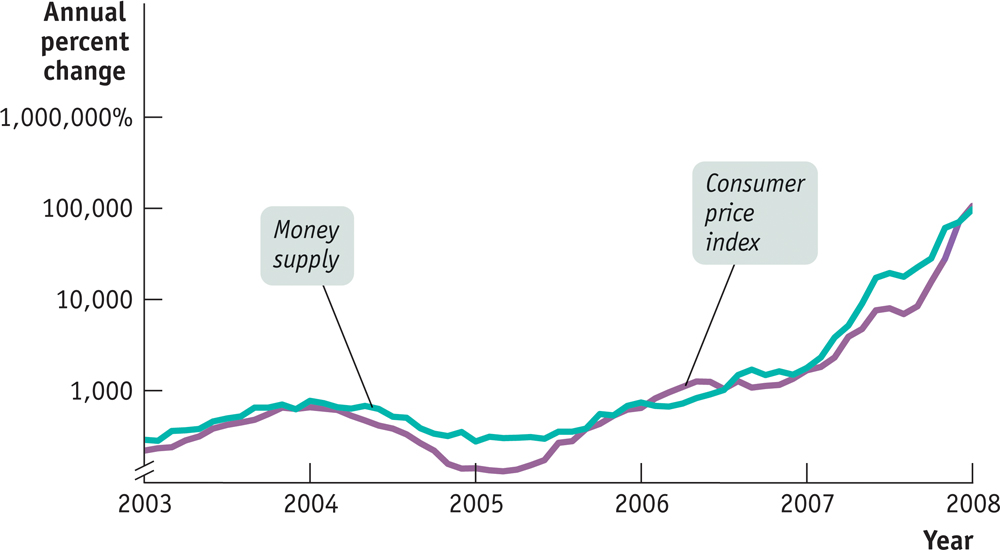 Annual
percent
change
1,000,000%
100,000
10,000
1,000
Money
supply
Consumer
price
index
2003
2004
2005
2006
2007
2008
Year